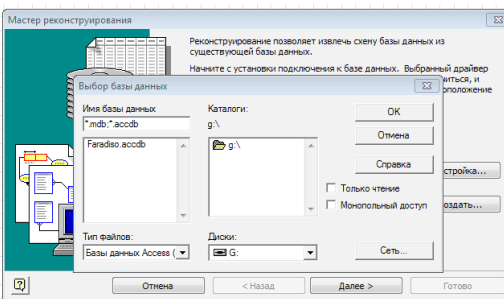 Мастер реконструирования
Реконструирование позволяет извлечь схему базы данных из
существующей базы данных.
Начните с установки подключения к базе данных. Выбранный драйвер
Выбор базы данных
Имя базы данных
*.mdb;*.accdb
Faradiso.accdb
Каталоги:
g:\
g:\
OK
Отмена
Справка
Только чтение
Монопольный доступ
Тип файлов:
Базы данных Access (
Диски:
G:
Сеть...
Отмена
< Назад
Далее >
Готово